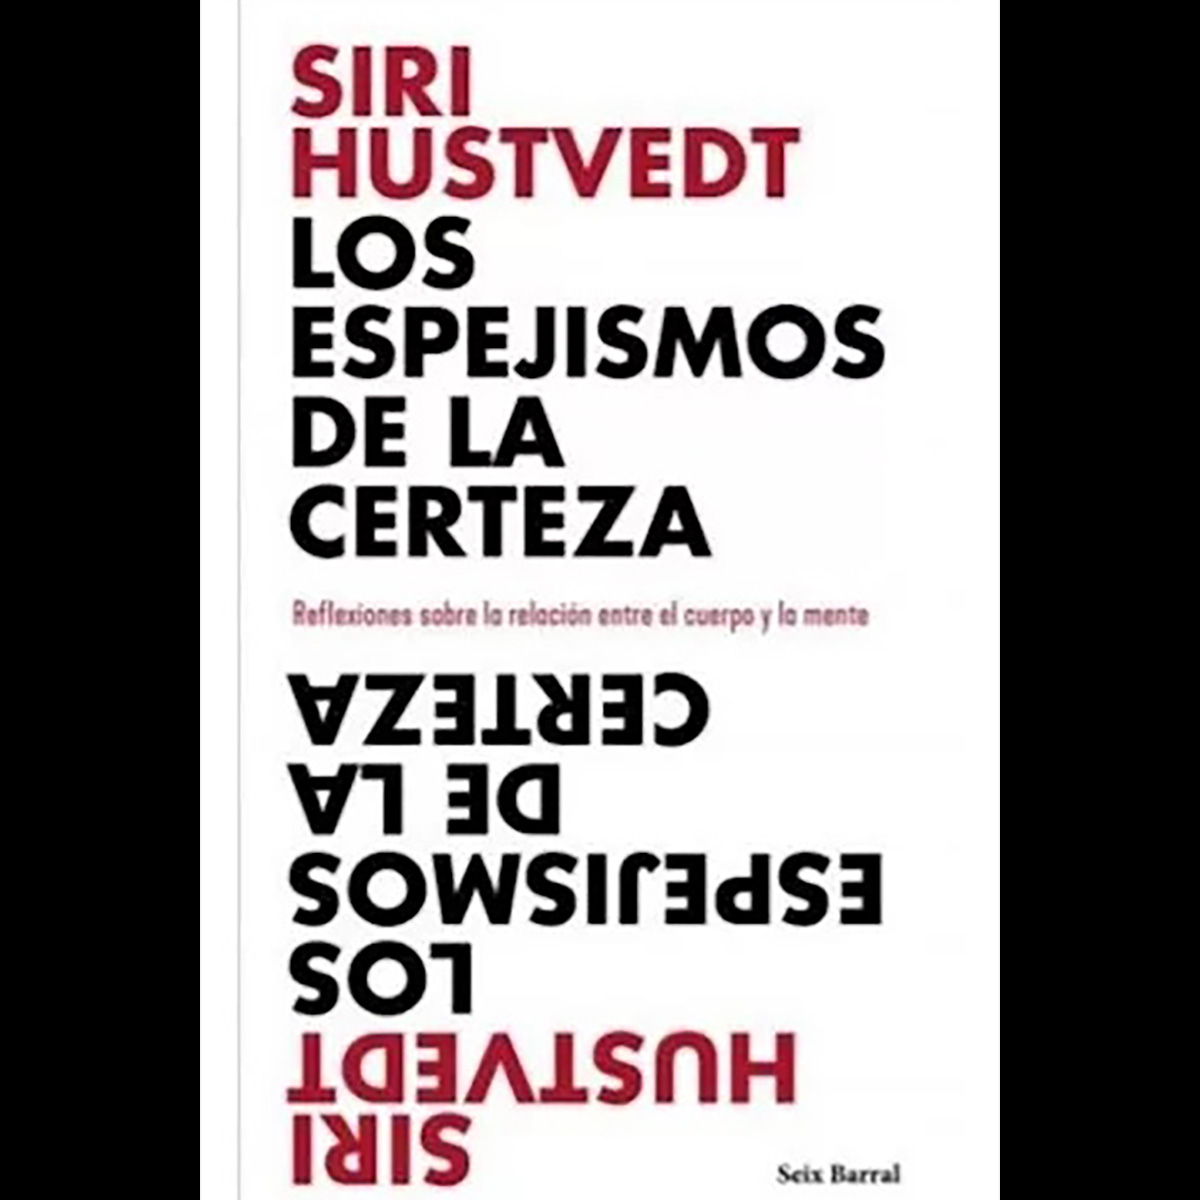 SIRI
HUSTVEDT
LOS
ESPEJISMOS
DE LA
CERTEZA
Reflexiones sobre la relación entre el cuerpo y la mente
CERTEZA
DE LA
ESPEJISMOS
LOS
HUSTVEDT
SIRI
Seix Barral